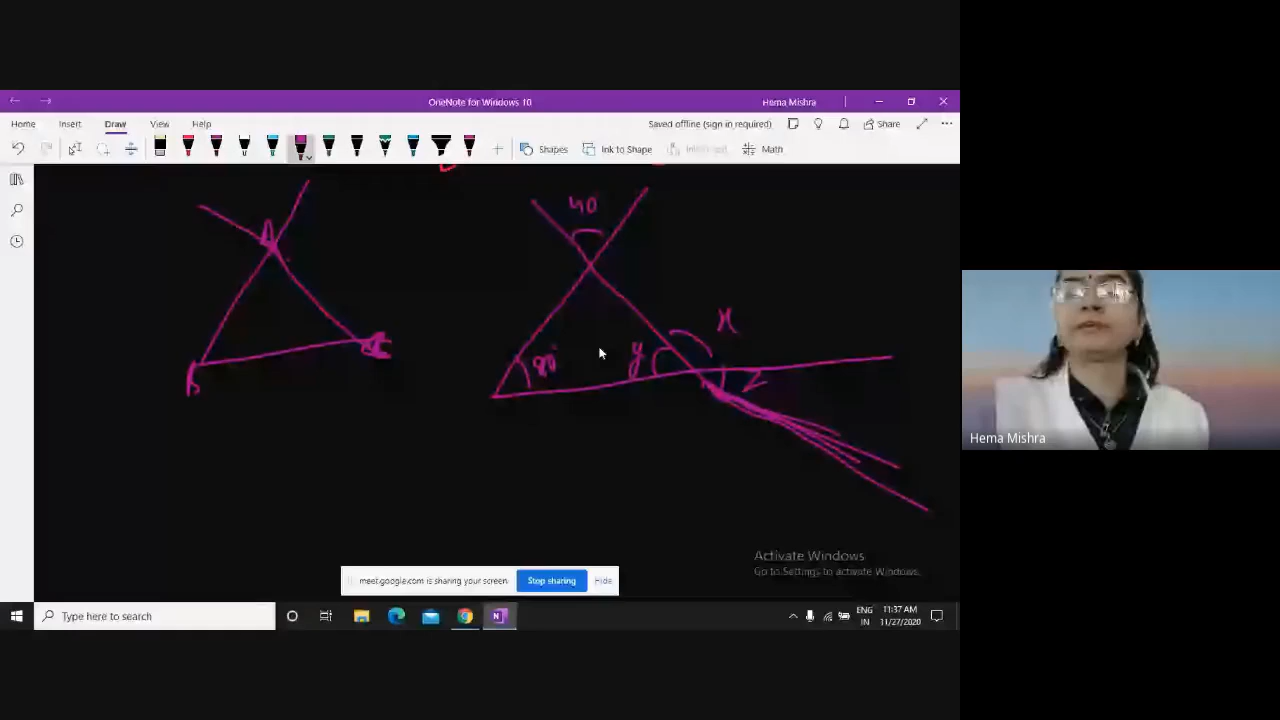 OneNote for Windows 10
Hema Mishra
Home Insert Draw View Help
Saved offline (sign in required)
Share
Shapes
Ink to Shape
Math
A
B
40
80°
y
x
z
Hema Mishra
Activate Windows
Go to Settings to activate Windows.
meet.google.com is sharing your screen
Stop sharing
Hide
Type here to search
ENG
IN
11:37 AM
11/27/2020